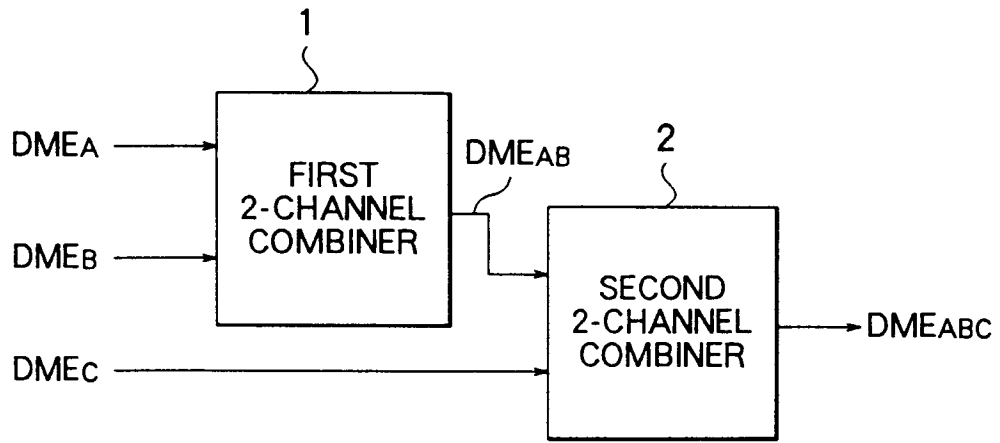 1
DMEA
FIRST
2-CHANNEL
COMBINER
DMEB
DMEAB
2
SECOND
2-CHANNEL
COMBINER
DMEC
DMEABC